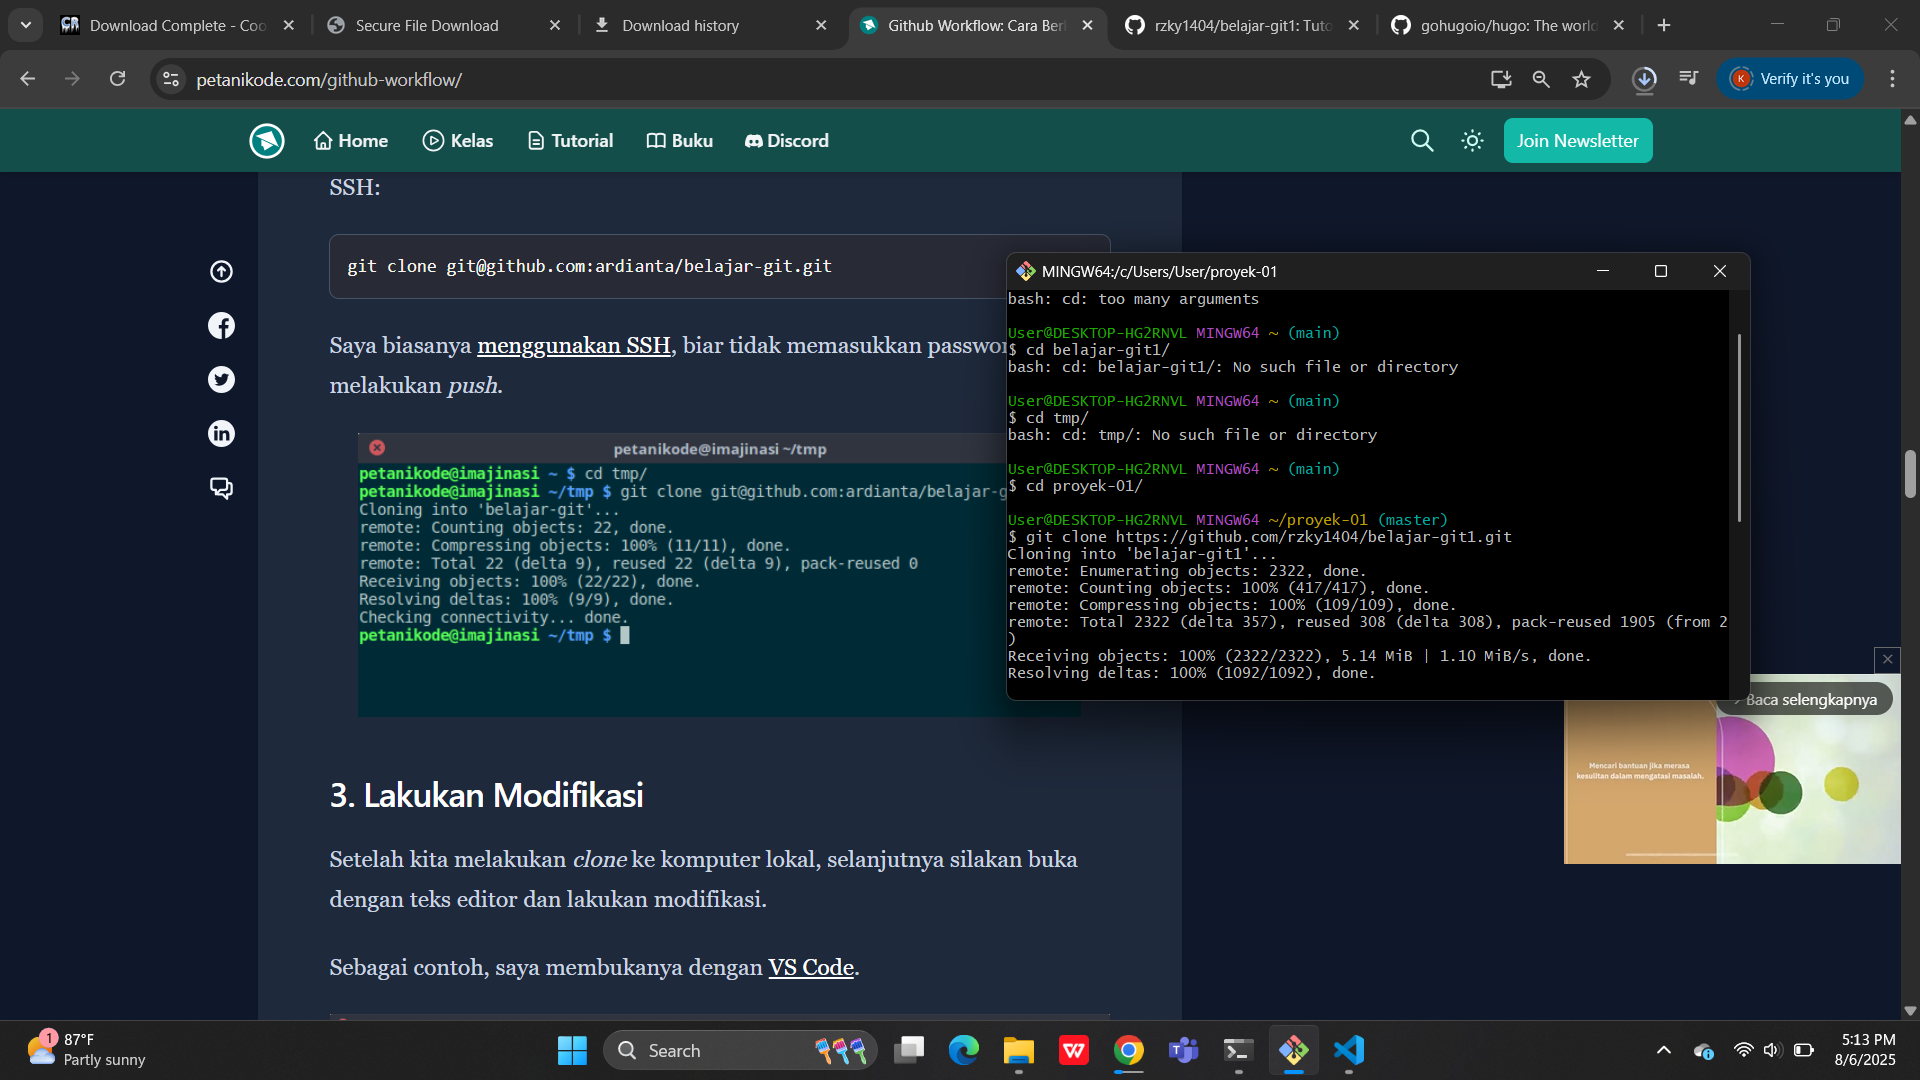 Download Complete - Coo
Secure File Download
Download history
Github Workflow: Cara Berl
rzky1404/belajar-git1: Tuto
gohugoio/hugo: The worl
petanikode.com/github-workflow/
K
Verify it's you
Home
Kelas
Tutorial
Buku
Discord
Join Newsletter
SSH:
git clone git@github.com:ardianta/belajar-git.git
Saya biasanya menggunakan SSH, biar tidak memasukkan passwor
melakukan push.
petanikode@imajinasi ~/tmp
petanikode@imajinasi ~ $ cd tmp/
petanikode@imajinasi ~/tmp $ git clone git@github.com:ardianta/belajar-g
Cloning into 'belajar-git'...
remote: Counting objects: 22, done.
remote: Compressing objects: 100% (11/11), done.
remote: Total 22 (delta 9), reused 22 (delta 9), pack-reused 0
Receiving objects: 100% (22/22), done.
Resolving deltas: 100% (9/9), done.
Checking connectivity... done.
petanikode@imajinasi ~/tmp $
3. Lakukan Modifikasi
Setelah kita melakukan clone ke komputer lokal, selanjutnya silakan buka
dengan teks editor dan lakukan modifikasi.
Sebagai contoh, saya membukanya dengan VS Code.
MINGW64:/c/Users/User/proyek-01
bash: cd: too many arguments
User@DESKTOP-HG2RNVL MINGW64 ~ (main)
$ cd belajar-git1/
bash: cd: belajar-git1/: No such file or directory
User@DESKTOP-HG2RNVL MINGW64 ~ (main)
$ cd tmp/
bash: cd: tmp/: No such file or directory
User@DESKTOP-HG2RNVL MINGW64 ~ (main)
$ cd proyek-01/
User@DESKTOP-HG2RNVL MINGW64 ~/proyek-01 (master)
$ git clone https://github.com/rzky1404/belajar-git1.git
Cloning into 'belajar-git1'...
remote: Enumerating objects: 2322, done.
remote: Counting objects: 100% (417/417), done.
remote: Compressing objects: 100% (109/109), done.
remote: Total 2322 (delta 357), reused 308 (delta 308), pack-reused 1905 (from 2
)
Receiving objects: 100% (2322/2322), 5.14 MiB | 1.10 MiB/s, done.
Resolving deltas: 100% (1092/1092), done.
Baca selengkapnya
Mencari bantuan jika merasa
kesulitan dalam mengatasi masalah.
1
87°F
Partly sunny
Search
5:13 PM
8/6/2025